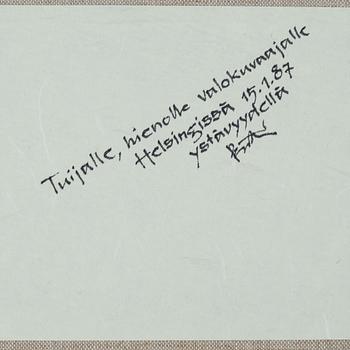 Tuijalle, hienolle valokuvaajalle
Helsingissä 15.1.87
ystävyydellä